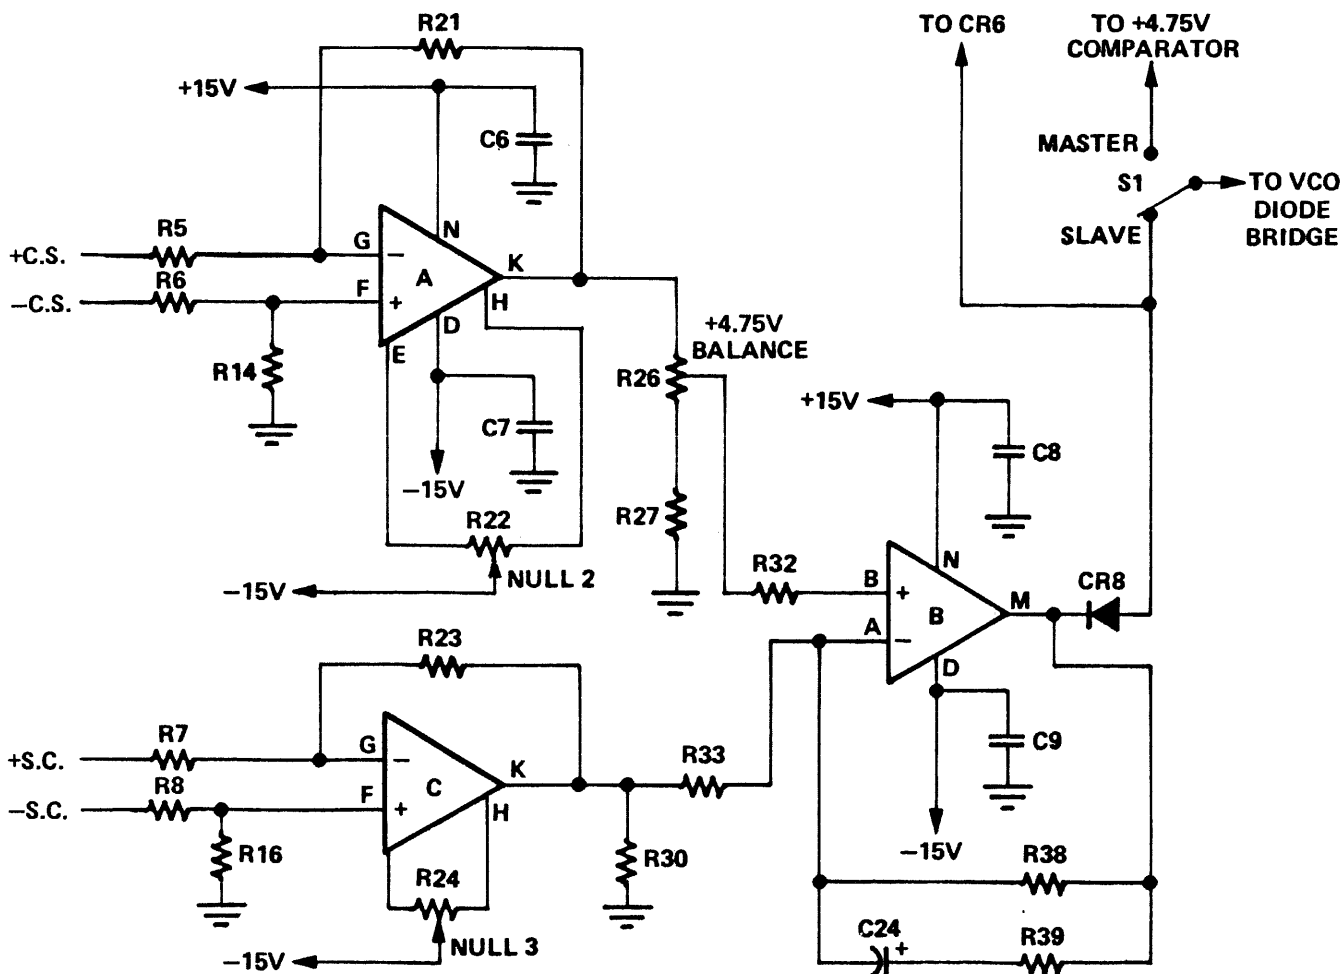 R21
TO CR6
TO +4.75V
COMPARATOR
+15V
C6
MASTER
S1
TO VCO
DIODE
BRIDGE
SLAVE
+C.S.
R5
G
−
N
A
K
−C.S.
R6
F
+
H
D
E
R14
+4.75V
BALANCE
R26
C7
−15V
R22
NULL 2
−15V
R27
+15V
C8
R32
B
+
N
B
M
CR8
A
−
D
C9
−15V
R23
+S.C.
R7
G
−
C
K
−S.C.
R8
F
+
H
R16
R24
NULL 3
−15V
R33
R30
R38
C24
+
R39